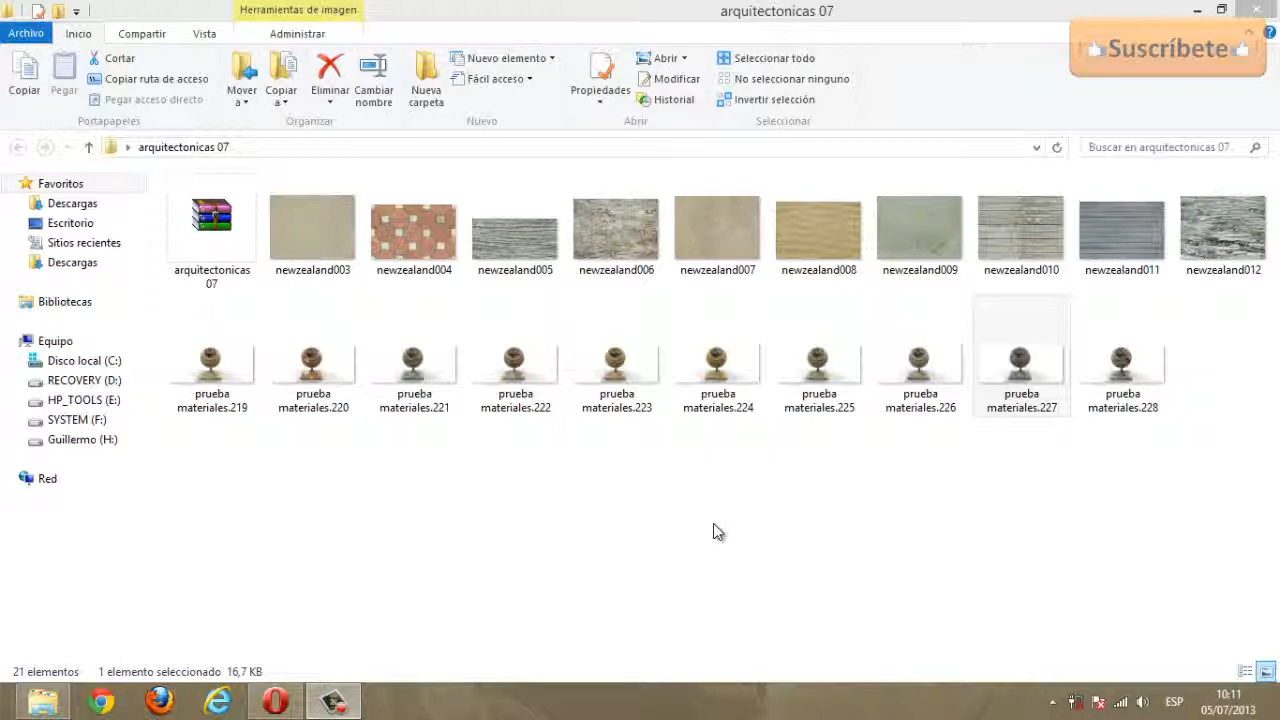 Herramientas de imagen
arquitectonicas 07
Archivo Inicio Compartir Vista Administrar
Suscríbete
Copiar
Pegar
Cortar
Copiar ruta de acceso
Pegar acceso directo
Portapapeles
Mover a
Copiar a
Eliminar
Cambiar nombre
Organizar
Nueva carpeta
Nuevo elemento
Fácil acceso
Nuevo
Propiedades
Abrir
Modificar
Historial
Abrir
Seleccionar todo
No seleccionar ninguno
Invertir selección
Seleccionar
arquitectonicas 07
Buscar en arquitectonicas 07
Favoritos
Descargas
Escritorio
Sitios recientes
Descargas
Bibliotecas
Equipo
Disco local (C:)
RECOVERY (D:)
HP_TOOLS (E:)
SYSTEM (F:)
Guillermo (H:)
Red
arquitectonicas 07
newzealand003
newzealand004
newzealand005
newzealand006
newzealand007
newzealand008
newzealand009
newzealand010
newzealand011
newzealand012
prueba materiales.219
prueba materiales.220
prueba materiales.221
prueba materiales.222
prueba materiales.223
prueba materiales.224
prueba materiales.225
prueba materiales.226
prueba materiales.227
prueba materiales.228
21 elementos 1 elemento seleccionado 16,7 KB
ESP
10:11
05/07/2013